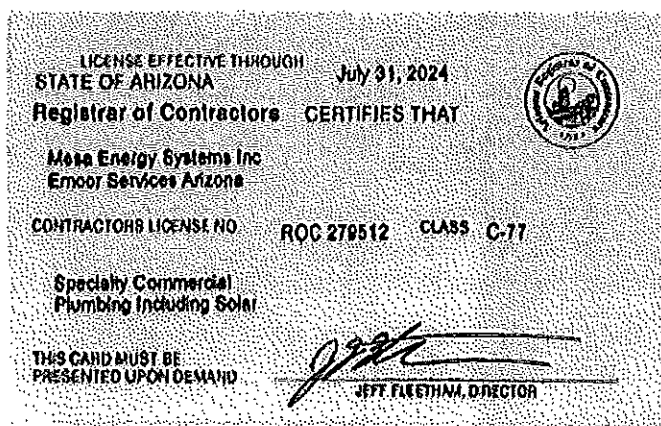 LICENSE EFFECTIVE THROUGH July 31, 2024
STATE OF ARIZONA
Registrar of Contractors CERTIFIES THAT
Mesa Energy Systems Inc
Emcor Services Arizona
CONTRACTORS LICENSE NO ROC 279512 CLASS C-77
Specialty Commercial
Plumbing Including Solar
THIS CARD MUST BE
PRESENTED UPON DEMAND
JEFF FLEETHAM, DIRECTOR